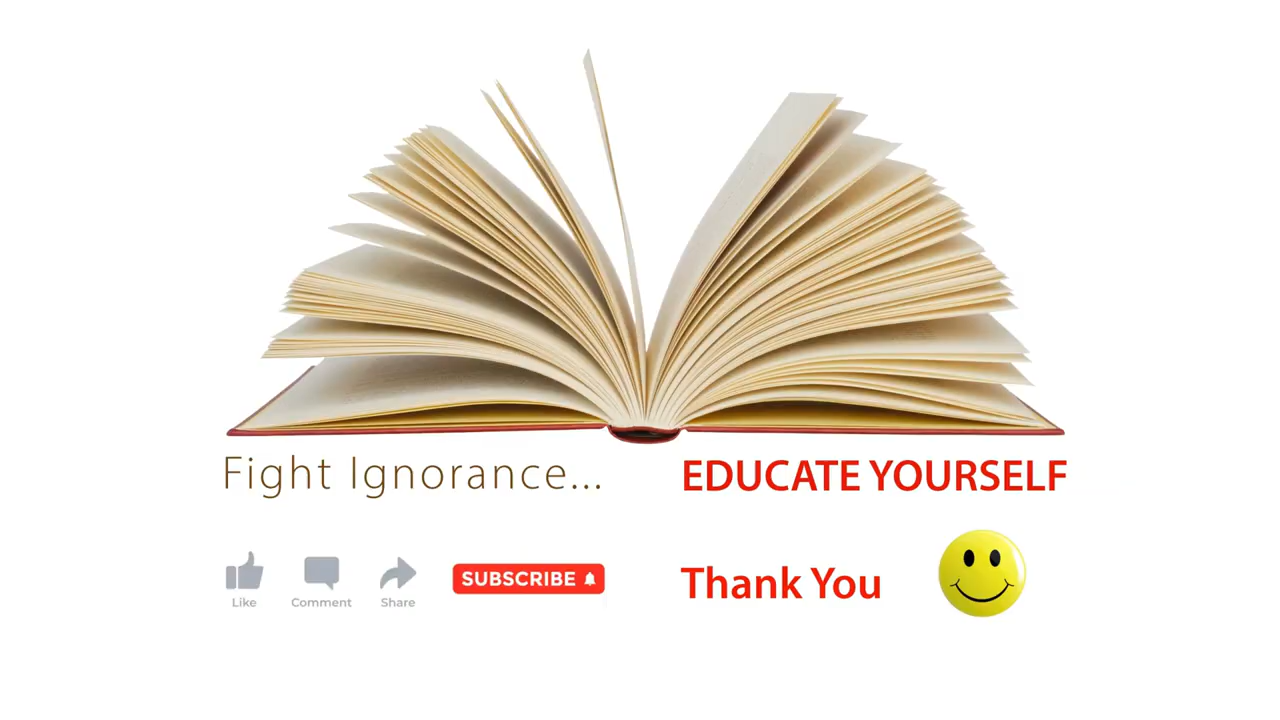 Fight Ignorance...
EDUCATE YOURSELF
Like
Comment
Share
SUBSCRIBE
Thank You